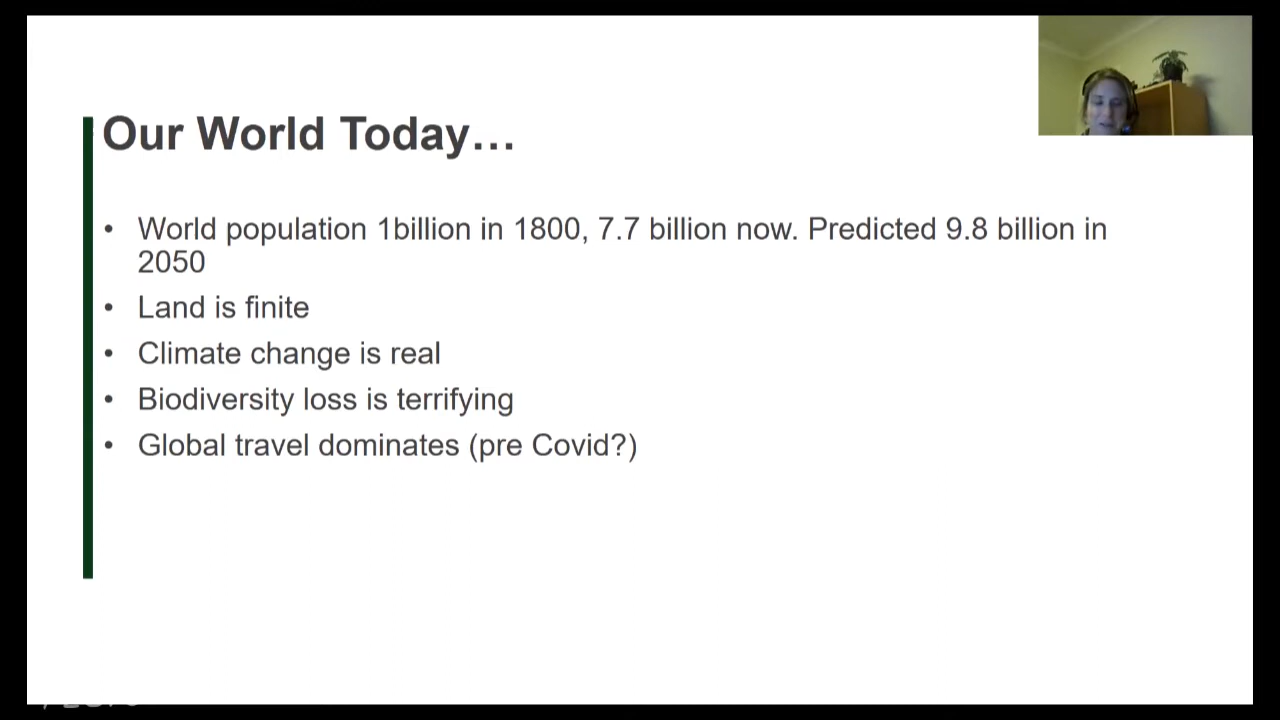 Our World Today…
• World population 1billion in 1800, 7.7 billion now. Predicted 9.8 billion in
2050
• Land is finite
• Climate change is real
• Biodiversity loss is terrifying
• Global travel dominates (pre Covid?)